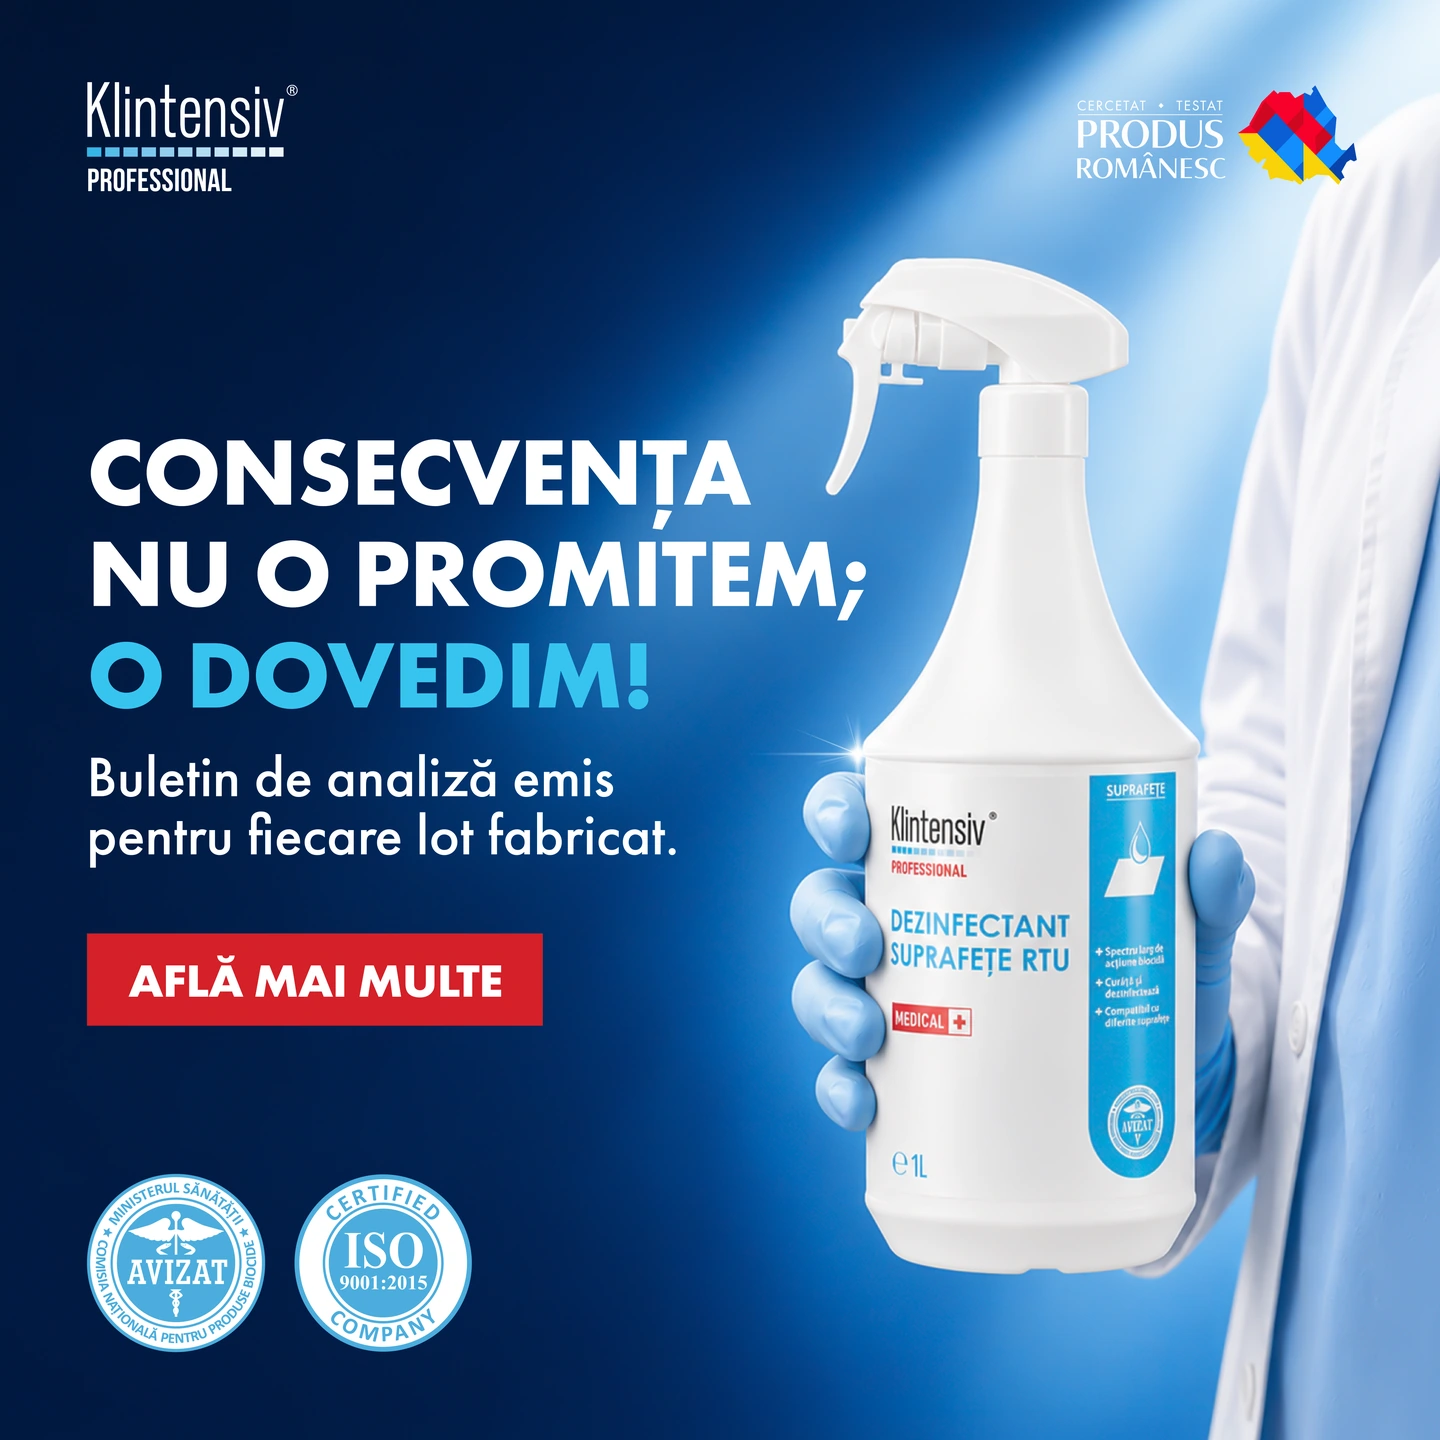 Klintensiv®
PROFESSIONAL
CERCETAT • TESTAT
PRODUS
ROMÂNESC
CONSECVENȚA
NU O PROMITEM;
O DOVEDIM!
Buletin de analiză emis
pentru fiecare lot fabricat.
AFLĂ MAI MULTE
MINISTERUL SĂNĂTĂȚII
AVIZAT
COMISIA NAȚIONALĂ PENTRU PRODUSE BIOCIDE
CERTIFIED
ISO
9001:2015
COMPANY
SUPRAFEȚE
Klintensiv®
PROFESSIONAL
DEZINFECTANT
SUPRAFEȚE RTU
+ Spectru larg de
acțiune biocidă
+ Curăță și
dezinfectează
+ Compatibil cu
diferite suprafețe
MEDICAL +
AVIZAT
e 1L